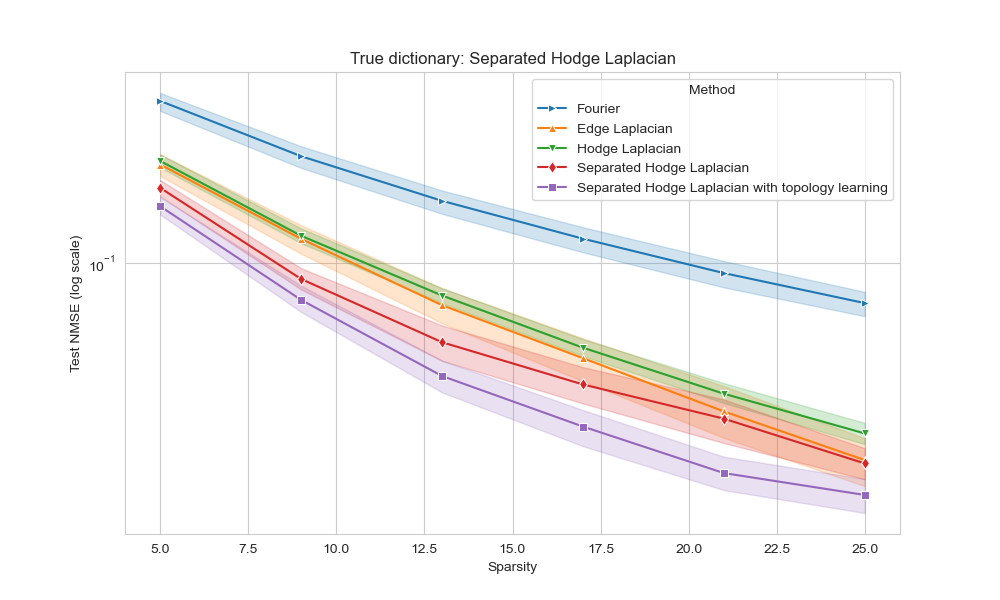 True dictionary: Separated Hodge Laplacian
Method
Fourier
Edge Laplacian
Hodge Laplacian
Separated Hodge Laplacian
Separated Hodge Laplacian with topology learning
Test NMSE (log scale)
10⁻¹
5.0 7.5 10.0 12.5 15.0 17.5 20.0 22.5 25.0
Sparsity